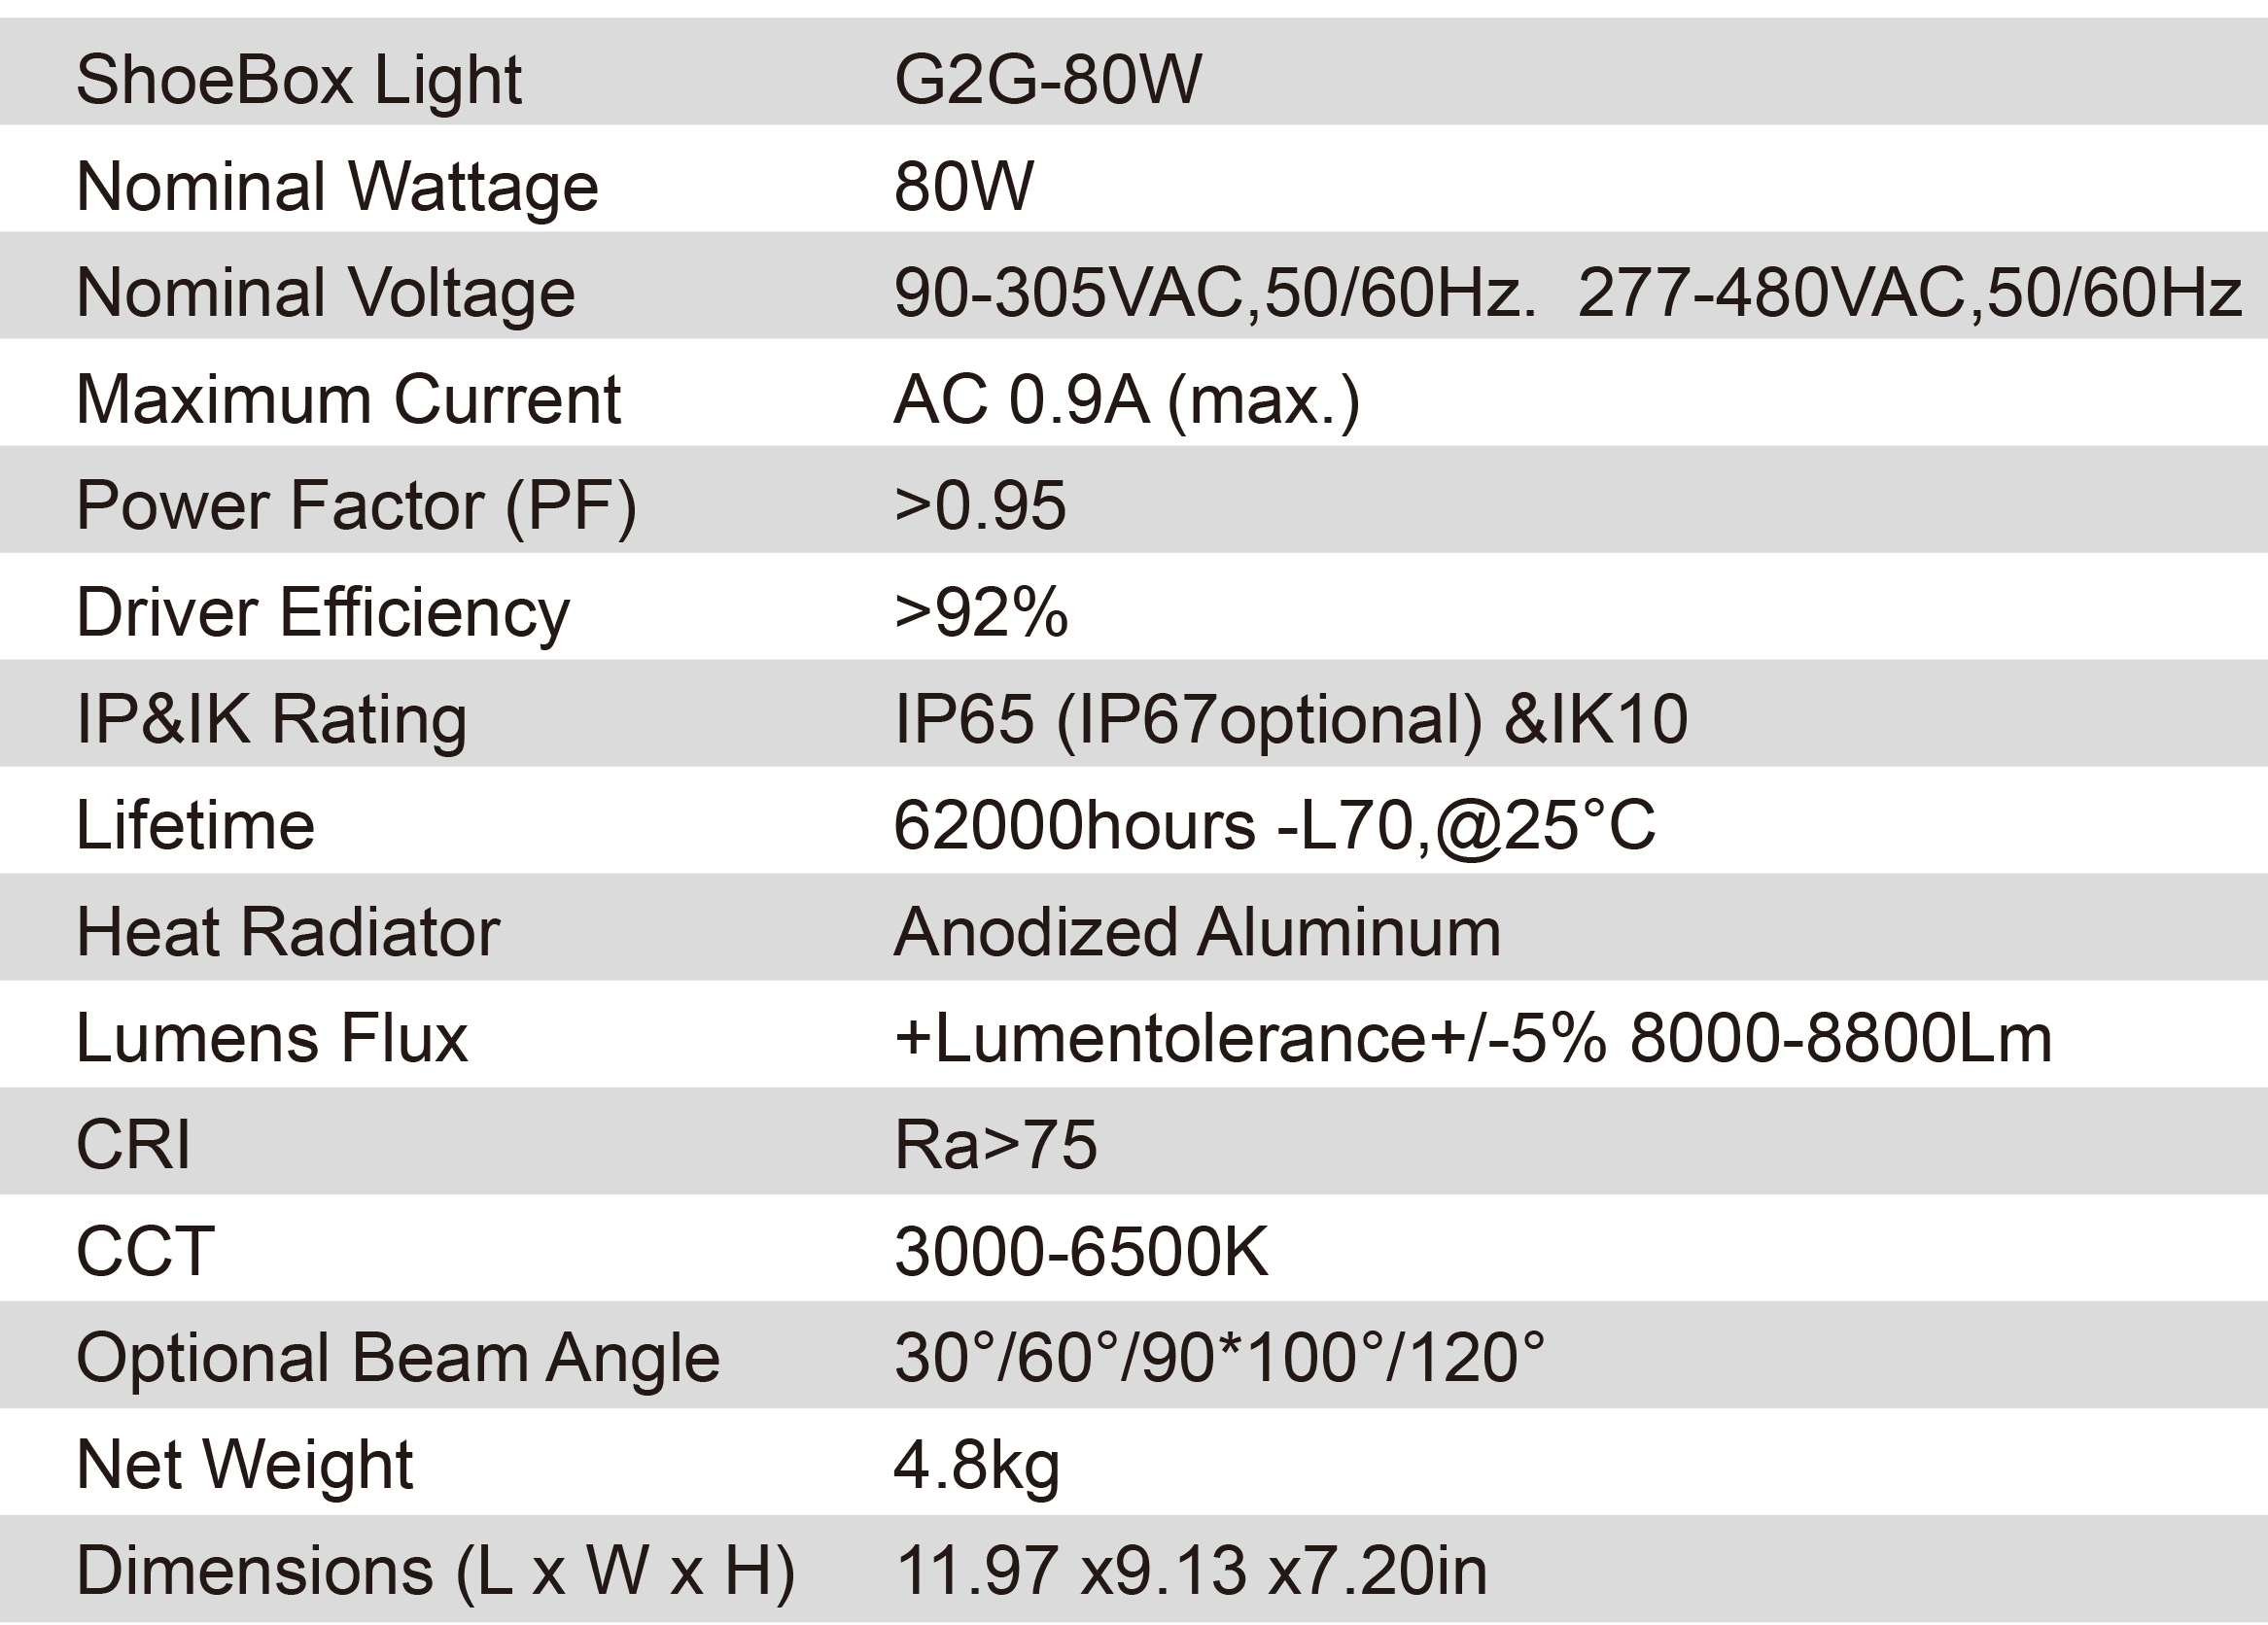 ShoeBox Light G2G-80W
Nominal Wattage 80W
Nominal Voltage 90-305VAC,50/60Hz. 277-480VAC,50/60Hz
Maximum Current AC 0.9A (max.)
Power Factor (PF) >0.95
Driver Efficiency >92%
IP&IK Rating IP65 (IP67optional) &IK10
Lifetime 62000hours -L70,@25°C
Heat Radiator Anodized Aluminum
Lumens Flux +Lumentolerance+/-5% 8000-8800Lm
CRI Ra>75
CCT 3000-6500K
Optional Beam Angle 30°/60°/90*100°/120°
Net Weight 4.8kg
Dimensions (L x W x H) 11.97 x9.13 x7.20in